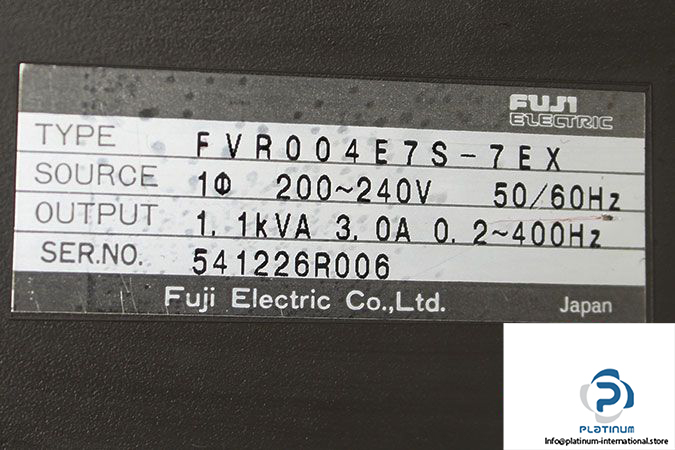 FUJI
ELECTRIC
TYPE FVR004E7S-7EX
SOURCE 1Φ 200~240V 50/60Hz
OUTPUT 1.1kVA 3.0A 0.2~400Hz
SER.NO. 541226R006
Fuji Electric Co.,Ltd. Japan
PLATINUM
Info@platinum-international.store